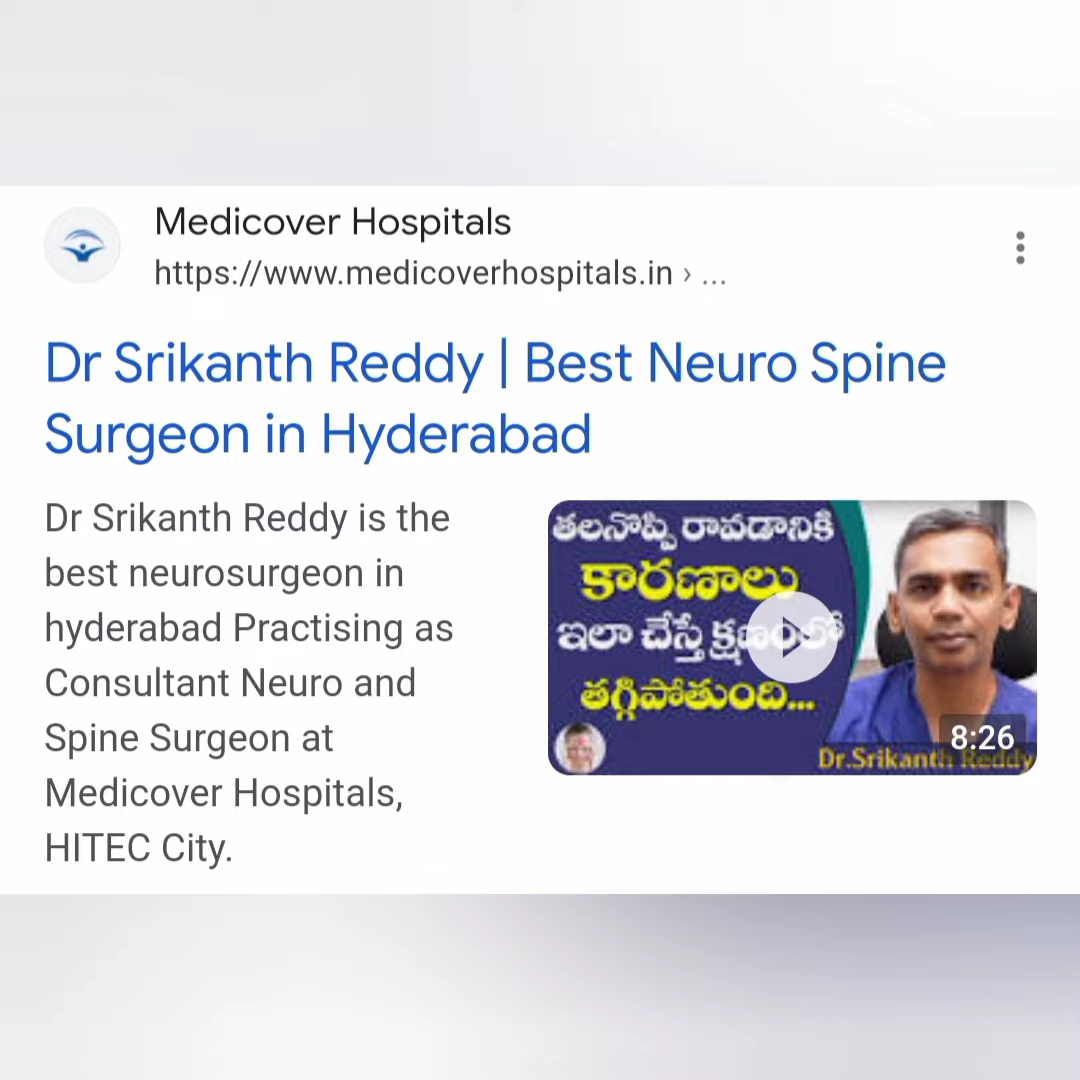 Medicover Hospitals
https://www.medicoverhospitals.in › ...
Dr Srikanth Reddy | Best Neuro Spine
Surgeon in Hyderabad
Dr Srikanth Reddy is the
best neurosurgeon in
hyderabad Practising as
Consultant Neuro and
Spine Surgeon at
Medicover Hospitals,
HITEC City.
తలనొప్పి రావడానికి
కారణాలు
ఇలా చేస్తే క్షణంలో
తగ్గిపోతుంది...
8:26
Dr.Srikanth Reddy